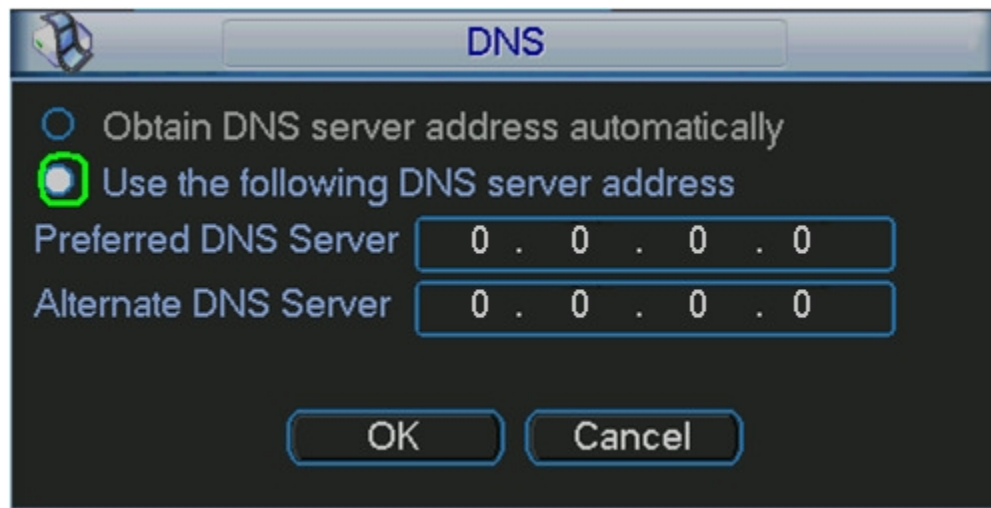 DNS
Obtain DNS server address automatically
Use the following DNS server address
Preferred DNS Server 0 . 0 . 0 . 0
Alternate DNS Server 0 . 0 . 0 . 0
OK Cancel